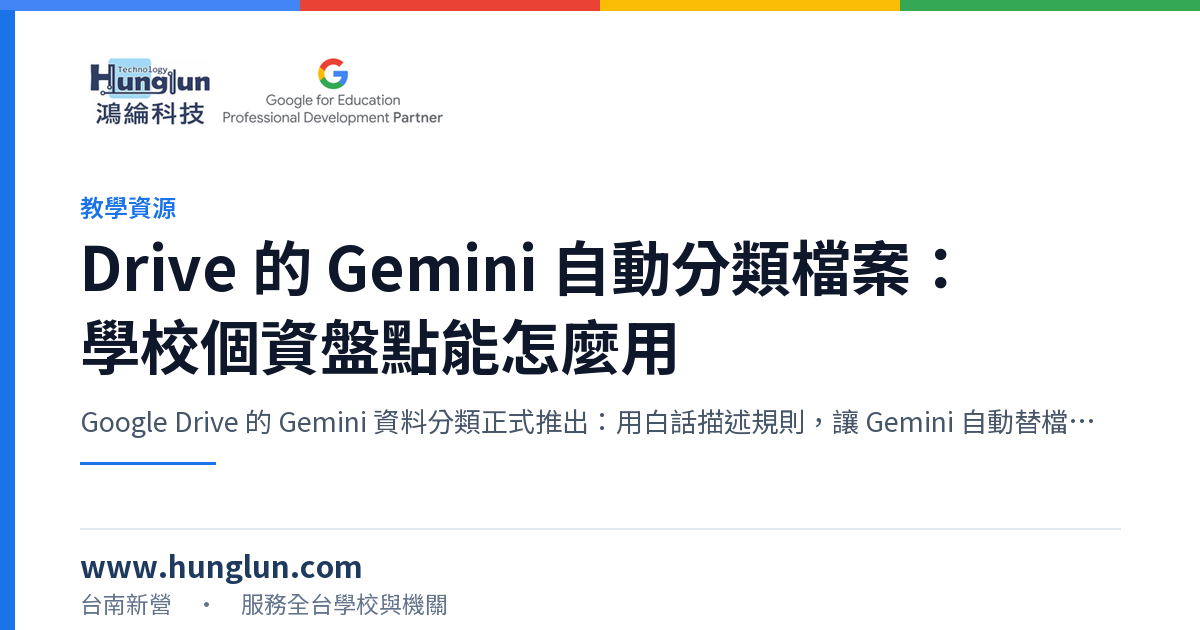 Technology
Hunglun
鴻綸科技
Google for Education
Professional Development Partner
教學資源
Drive 的 Gemini 自動分類檔案：
學校個資盤點能怎麼用
Google Drive 的 Gemini 資料分類正式推出：用白話描述規則，讓 Gemini 自動替檔…
www.hunglun.com
台南新營 • 服務全台學校與機關